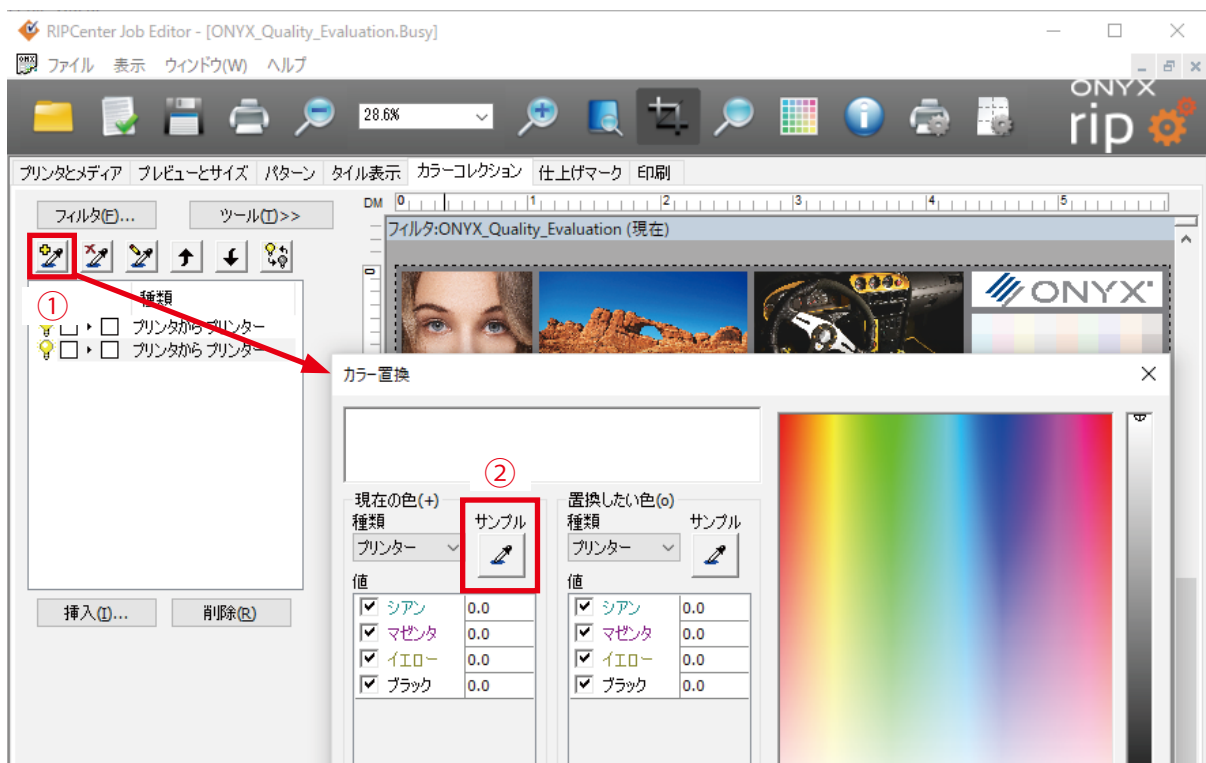 RIPCenter Job Editor - [ONYX_Quality_Evaluation.Busy]
ファイル 表示 ウィンドウ(W) ヘルプ
28.6%
ONYX
rip
プリンタとメディア プレビューとサイズ パターン タイル表示 カラーコレクション 仕上げマーク 印刷
フィルタ(F)... ツール(T)>>
DM 0 1 2 3 4 5
フィルタ:ONYX_Quality_Evaluation (現在)
0
ONYX
①
種類
プリンタから プリンター
プリンタから プリンター
挿入(I)... 削除(R)
カラー置換
②
現在の色(+) 置換したい色(o)
種類 サンプル 種類 サンプル
プリンター プリンター
値 値
シアン 0.0 シアン 0.0
マゼンタ 0.0 マゼンタ 0.0
イエロー 0.0 イエロー 0.0
ブラック 0.0 ブラック 0.0